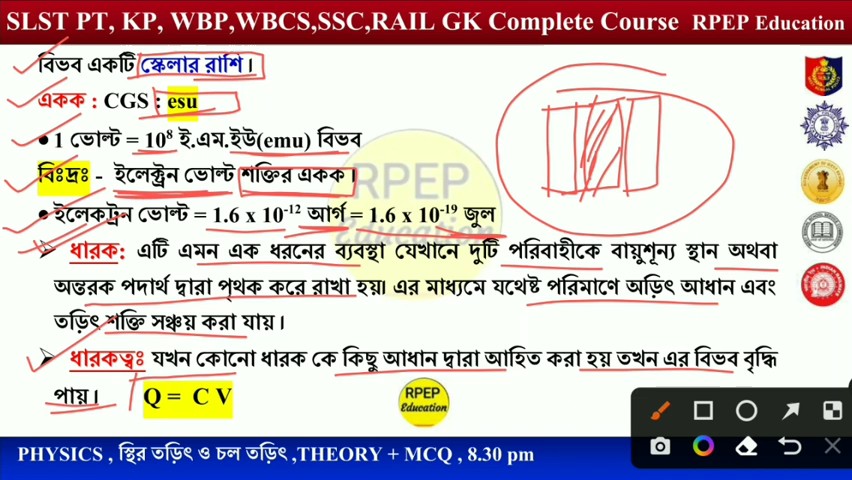 SLST PT, KP, WBP,WBCS,SSC,RAIL GK Complete Course RPEP Education
বিভব একটি স্কেলার রাশি।
একক : CGS : esu
•1 ভোল্ট = 10⁸ ই.এম.ইউ(emu) বিভব
বিঃদ্রঃ - ইলেক্ট্রন ভোল্ট শক্তির একক।
•ইলেকট্রন ভোল্ট = 1.6 x 10⁻¹² আর্গ = 1.6 x 10⁻¹⁹ জুল
ধারক: এটি এমন এক ধরনের ব্যবস্থা যেখানে দুটি পরিবাহীকে বায়ুশূন্য স্থান অথবা
অন্তরক পদার্থ দ্বারা পৃথক করে রাখা হয়। এর মাধ্যমে যথেষ্ট পরিমাণে অড়িৎ আধান এবং
তড়িৎ শক্তি সঞ্চয় করা যায়।
ধারকত্বঃ যখন কোনো ধারক কে কিছু আধান দ্বারা আহিত করা হয় তখন এর বিভব বৃদ্ধি
পায়।
Q = C V
RPEP
Education
RPEP
Education
PHYSICS , স্থির তড়িৎ ও চল তড়িৎ ,THEORY + MCQ , 8.30 pm